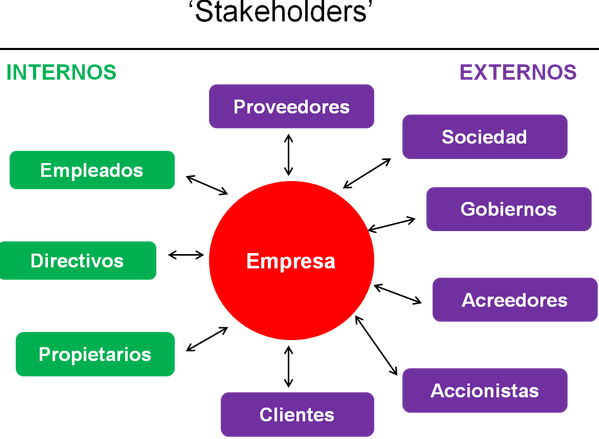 ‘Stakeholders’
INTERNOS
EXTERNOS
Proveedores
Sociedad
Empleados
Gobiernos
Directivos
Empresa
Acreedores
Propietarios
Accionistas
Clientes